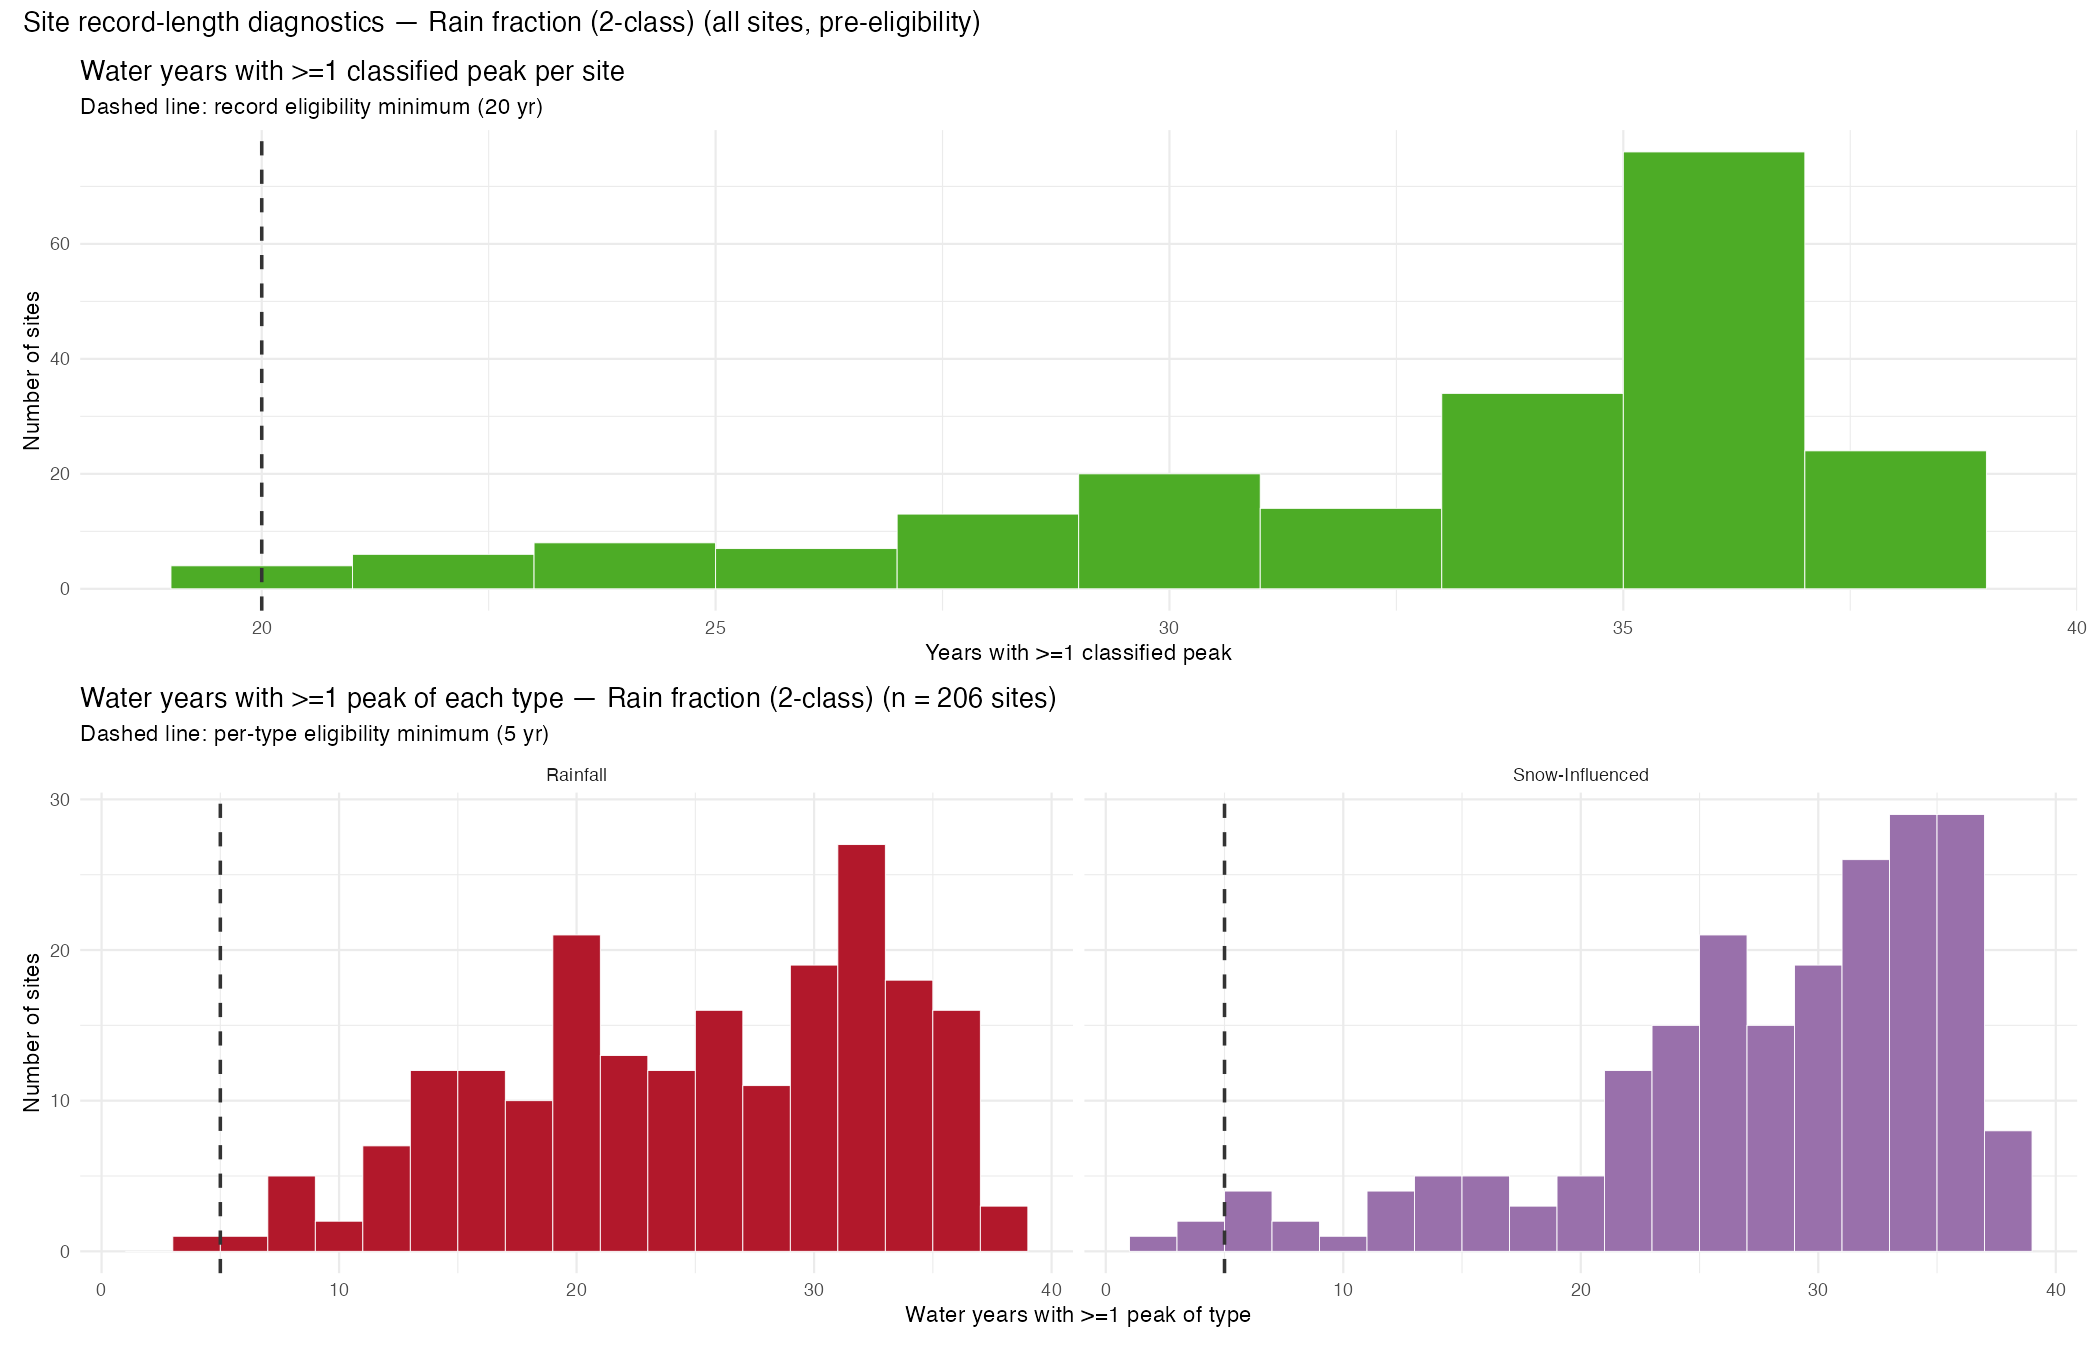 Site record-length diagnostics — Rain fraction (2-class) (all sites, pre-eligibility)
Water years with >=1 classified peak per site
Dashed line: record eligibility minimum (20 yr)
Number of sites
60
40
20
0
20 25 30 35 40
Years with >=1 classified peak
Water years with >=1 peak of each type — Rain fraction (2-class) (n = 206 sites)
Dashed line: per-type eligibility minimum (5 yr)
Rainfall Snow-Influenced
Number of sites
30
20
10
0
0 10 20 30 40 0 10 20 30 40
Water years with >=1 peak of type